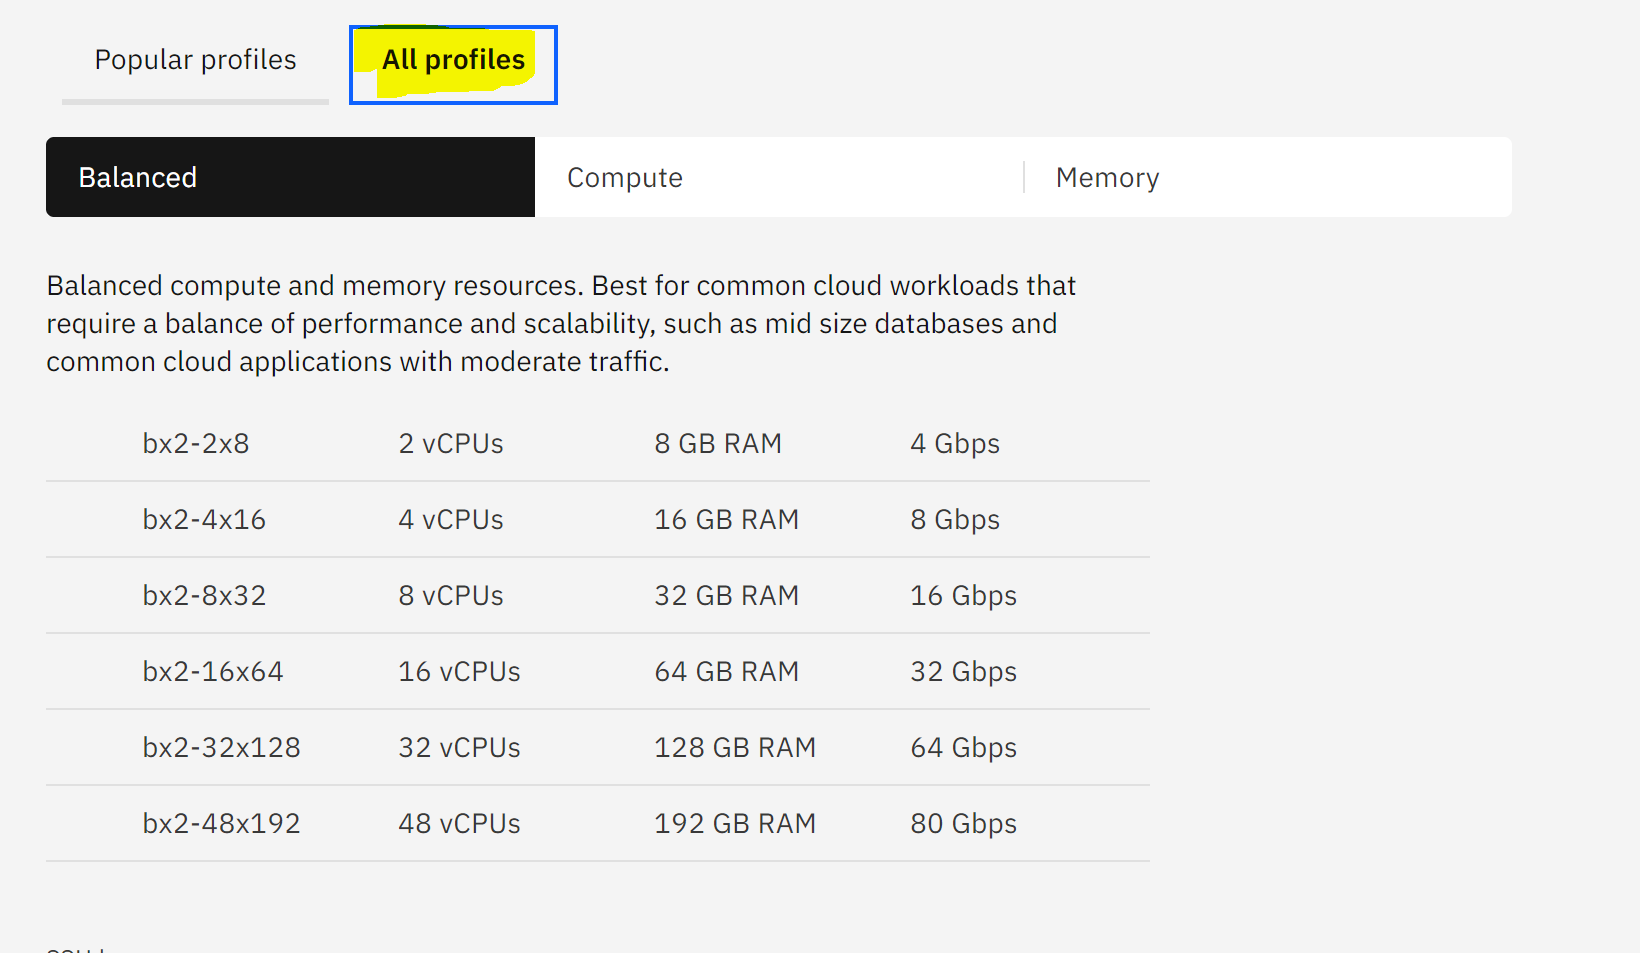 Popular profiles All profiles
Balanced Compute Memory
Balanced compute and memory resources. Best for common cloud workloads that
require a balance of performance and scalability, such as mid size databases and
common cloud applications with moderate traffic.
bx2-2x8 2 vCPUs 8 GB RAM 4 Gbps
bx2-4x16 4 vCPUs 16 GB RAM 8 Gbps
bx2-8x32 8 vCPUs 32 GB RAM 16 Gbps
bx2-16x64 16 vCPUs 64 GB RAM 32 Gbps
bx2-32x128 32 vCPUs 128 GB RAM 64 Gbps
bx2-48x192 48 vCPUs 192 GB RAM 80 Gbps